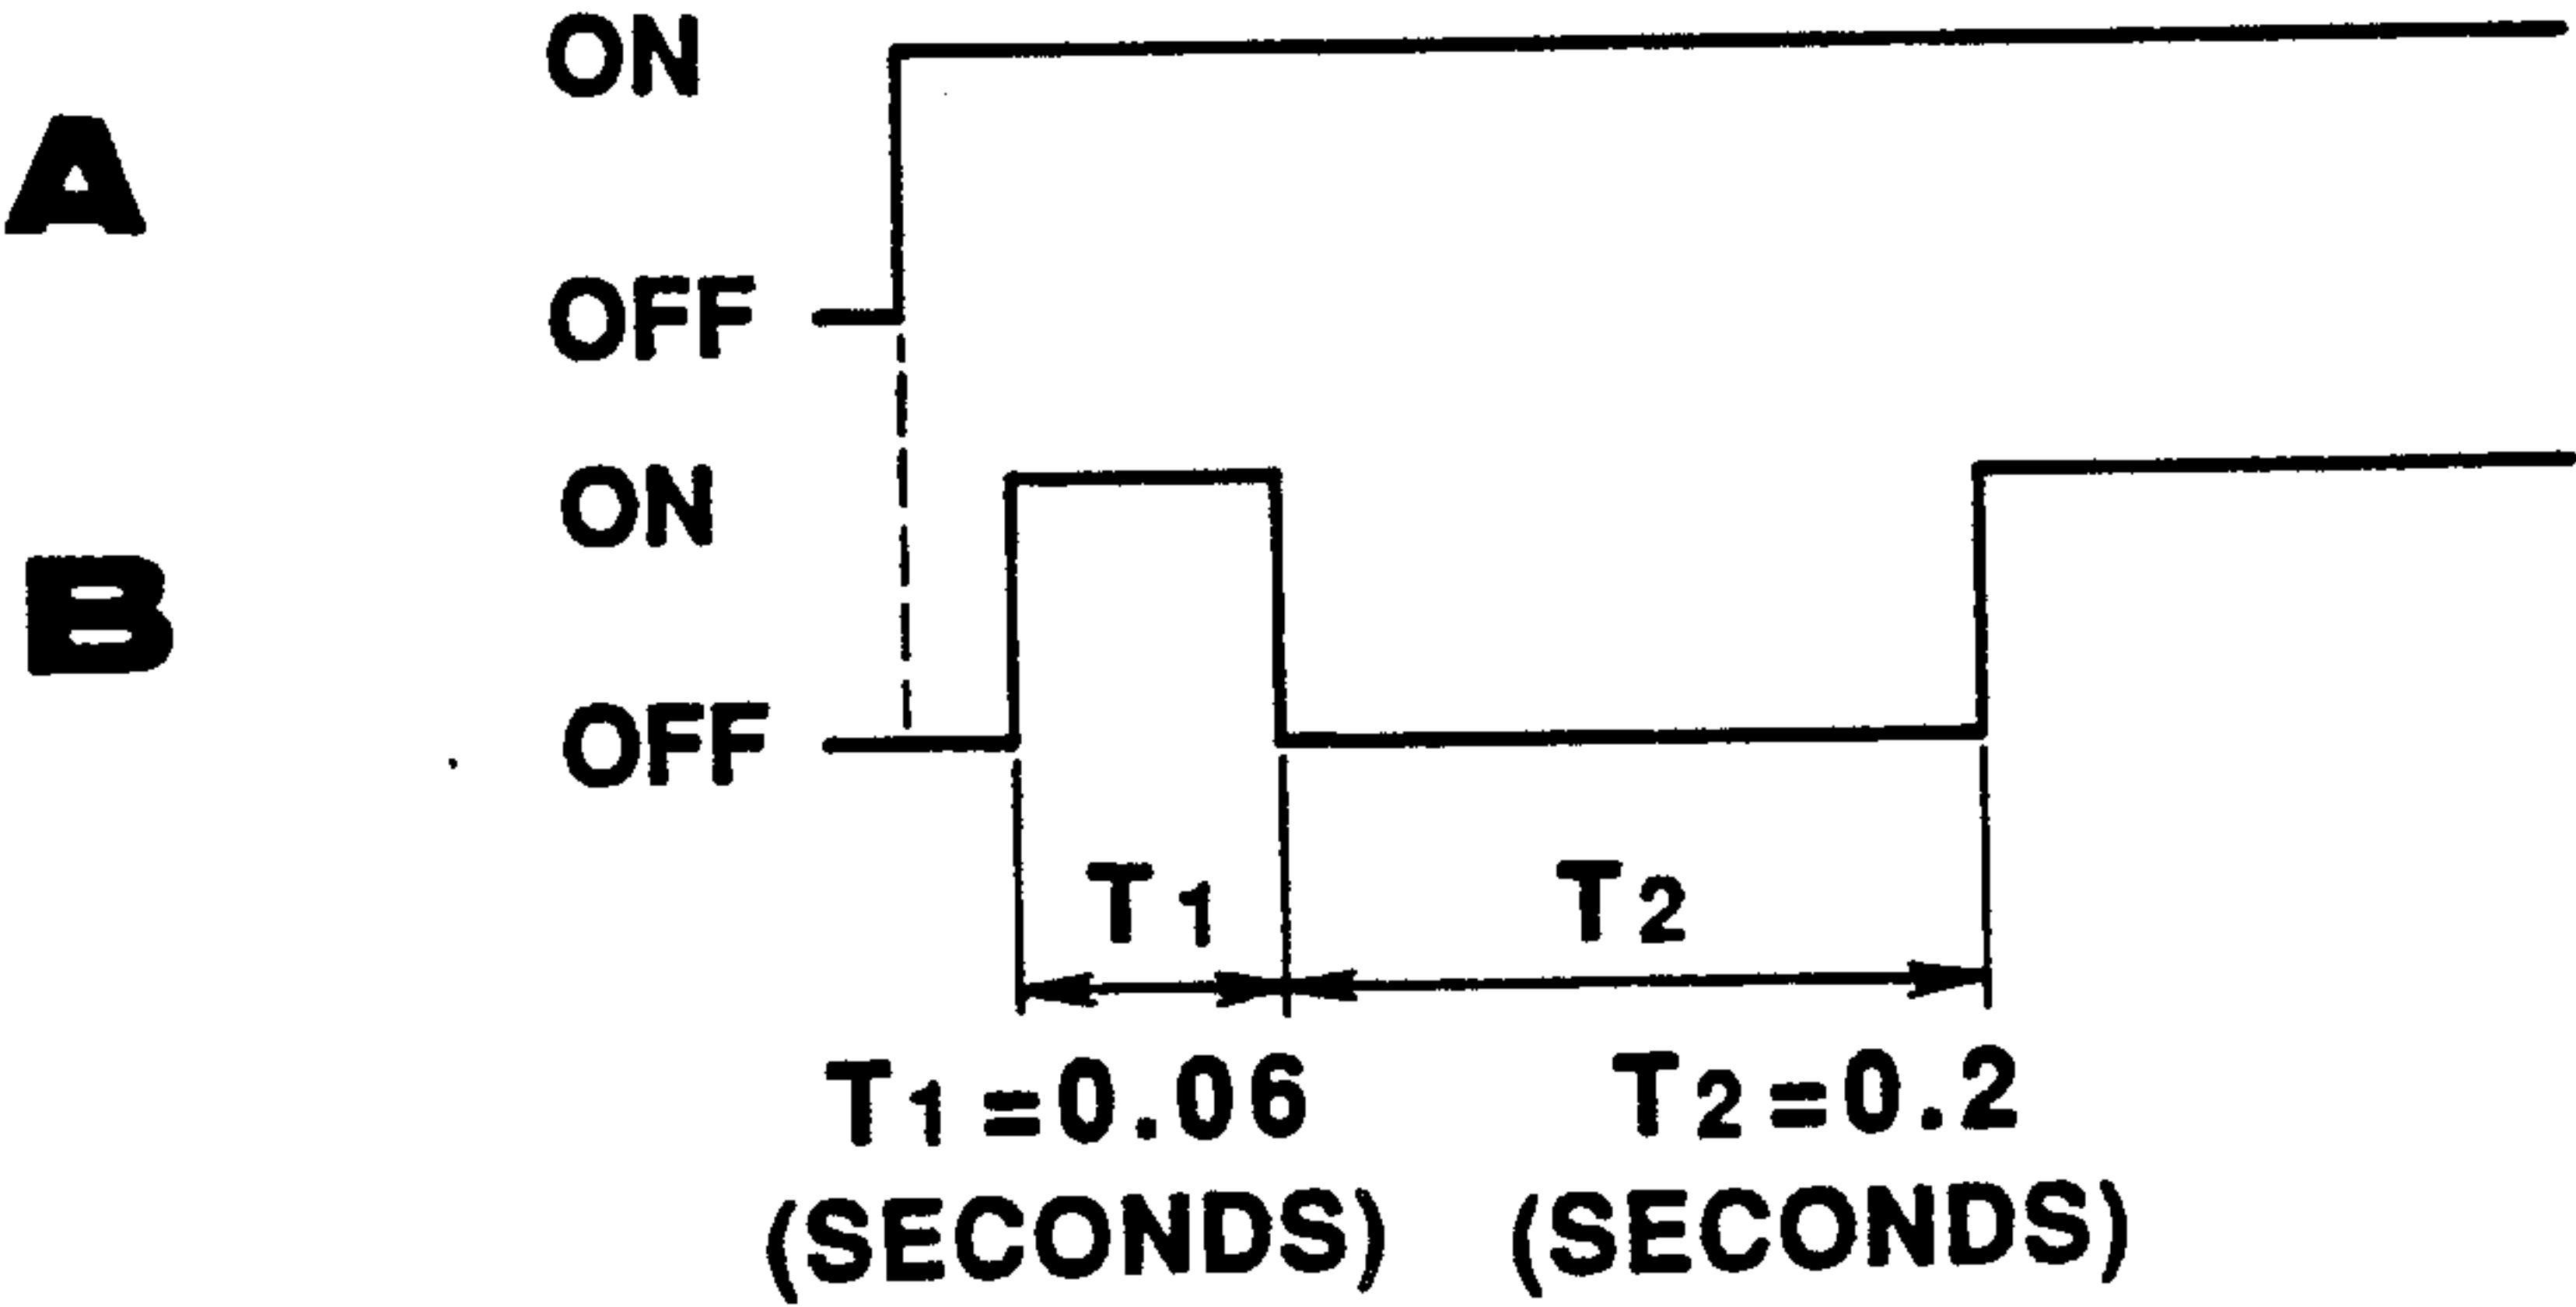 ON
A
OFF
ON
B
OFF
T1 T2
T1=0.06 T2=0.2
(SECONDS) (SECONDS)